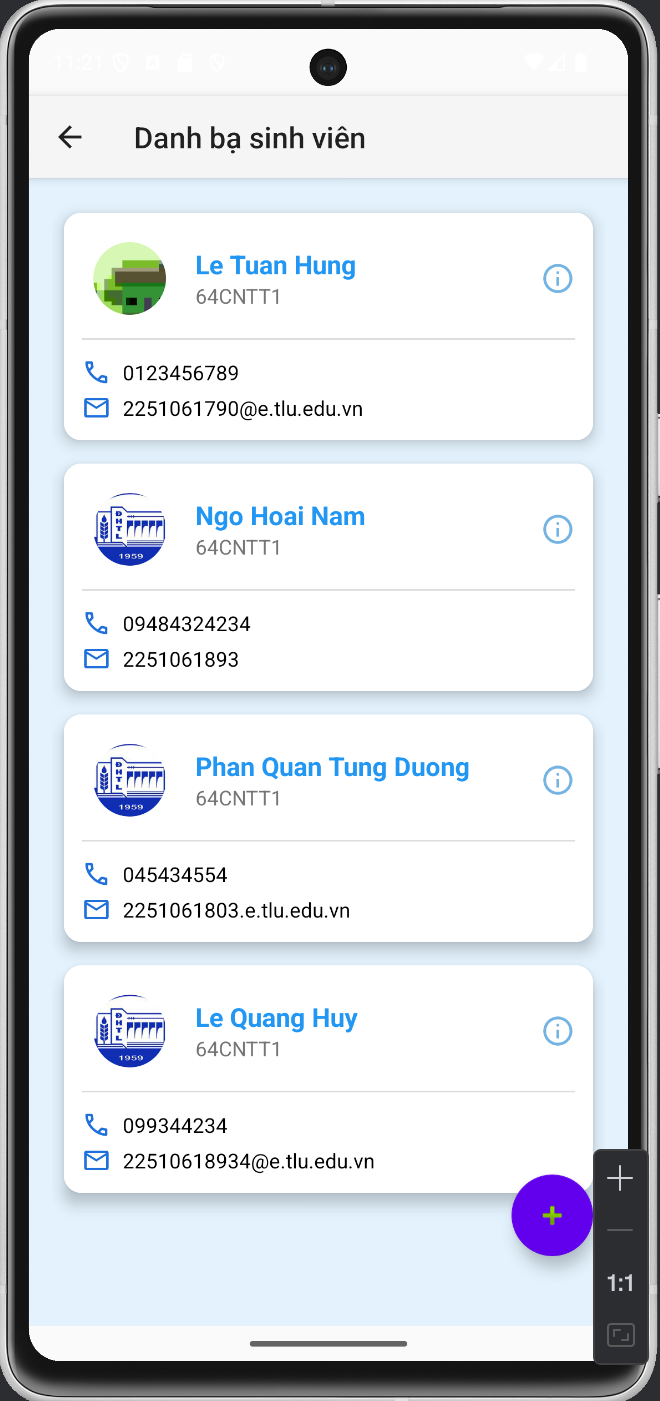 11:21
Danh bạ sinh viên
Le Tuan Hung
64CNTT1
0123456789
2251061790@e.tlu.edu.vn
ĐHTL
1959
Ngo Hoai Nam
64CNTT1
09484324234
2251061893
ĐHTL
1959
Phan Quan Tung Duong
64CNTT1
045434554
2251061803.e.tlu.edu.vn
ĐHTL
1959
Le Quang Huy
64CNTT1
099344234
22510618934@e.tlu.edu.vn
+
1:1